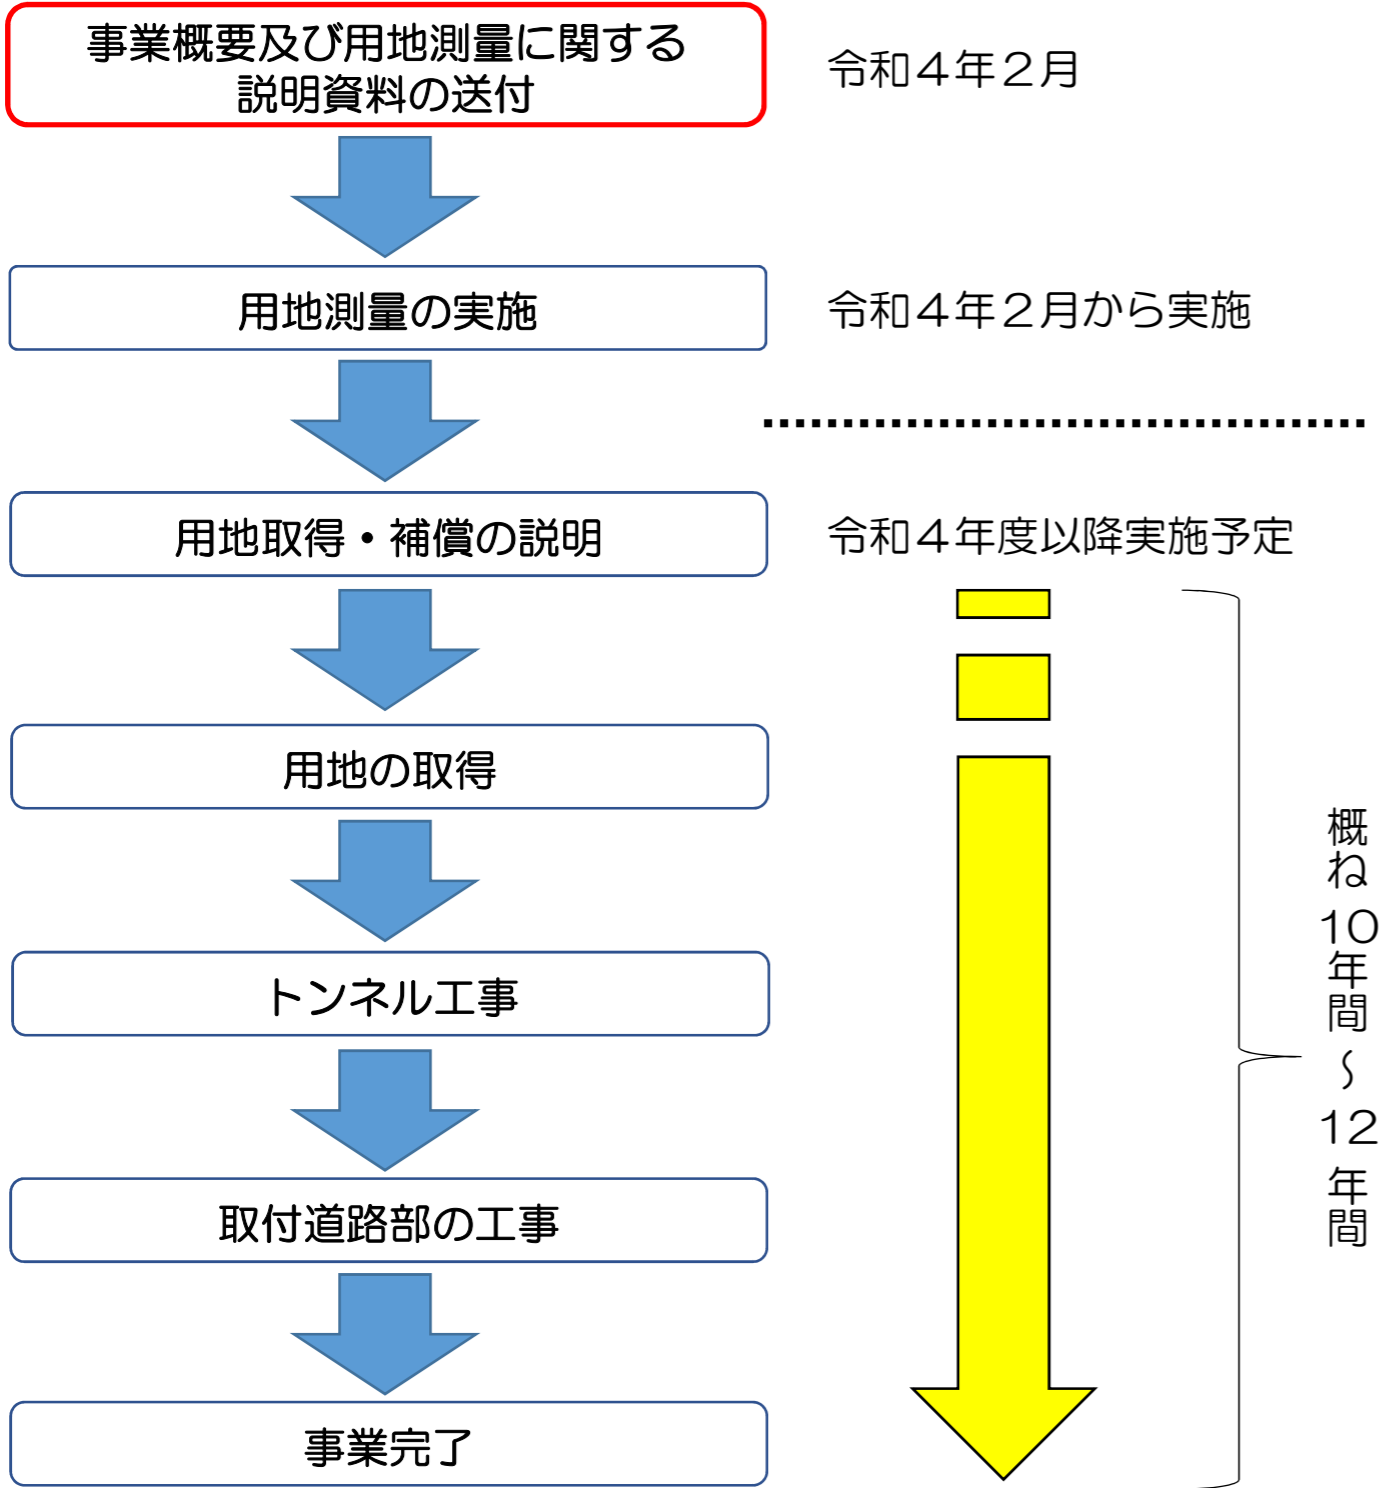 事業概要及び用地測量に関する
説明資料の送付
令和４年２月
用地測量の実施
令和４年２月から実施
用地取得・補償の説明
令和４年度以降実施予定
用地の取得
トンネル工事
取付道路部の工事
事業完了
概ね10年間～12年間